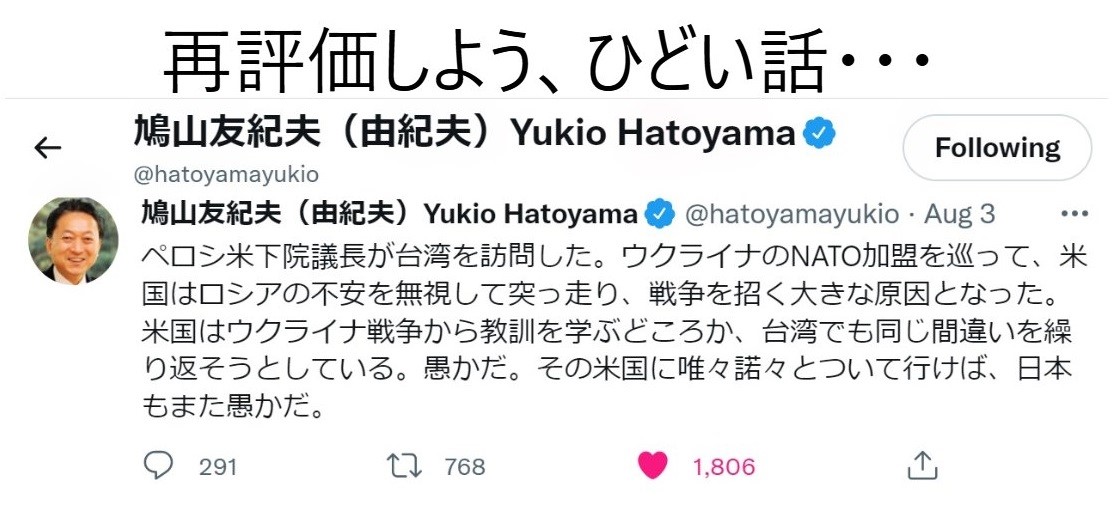 再評価しよう、ひどい話・・・
鳩山友紀夫（由紀夫）Yukio Hatoyama
Following
@hatoyamayukio
鳩山友紀夫（由紀夫）Yukio Hatoyama @hatoyamayukio · Aug 3
ペロシ米下院議長が台湾を訪問した。ウクライナのNATO加盟を巡って、米
国はロシアの不安を無視して突っ走り、戦争を招く大きな原因となった。
米国はウクライナ戦争から教訓を学ぶどころか、台湾でも同じ間違いを繰
り返そうとしている。愚かだ。その米国に唯々諾々とついて行けば、日本
もまた愚かだ。
291 768 1,806